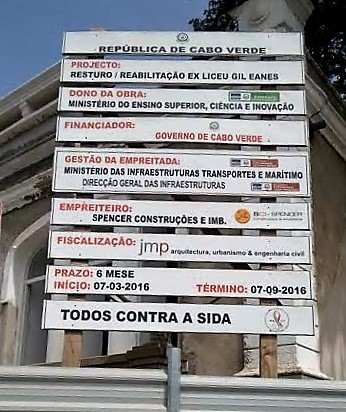 REPÚBLICA DE CABO VERDE
PROJECTO:
RESTURO / REABILITAÇÃO EX LICEU GIL EANES
DONO DA OBRA:
MINISTÉRIO DO ENSINO SUPERIOR, CIÊNCIA E INOVAÇÃO
FINANCIADOR:
GOVERNO DE CABO VERDE
GESTÃO DA EMPREITADA:
MINISTÉRIO DAS INFRAESTRUTURAS TRANSPORTES E MARÍTIMO
DIRECÇÃO GERAL DAS INFRAESTRUTURAS
EMPREITEIRO:
SPENCER CONSTRUÇÕES E IMB.
SPENCER
FISCALIZAÇÃO: jmp arquitectura, urbanismo & engenharia civil
PRAZO: 6 MESE
INÍCIO: 07-03-2016 TÉRMINO: 07-09-2016
TODOS CONTRA A SIDA